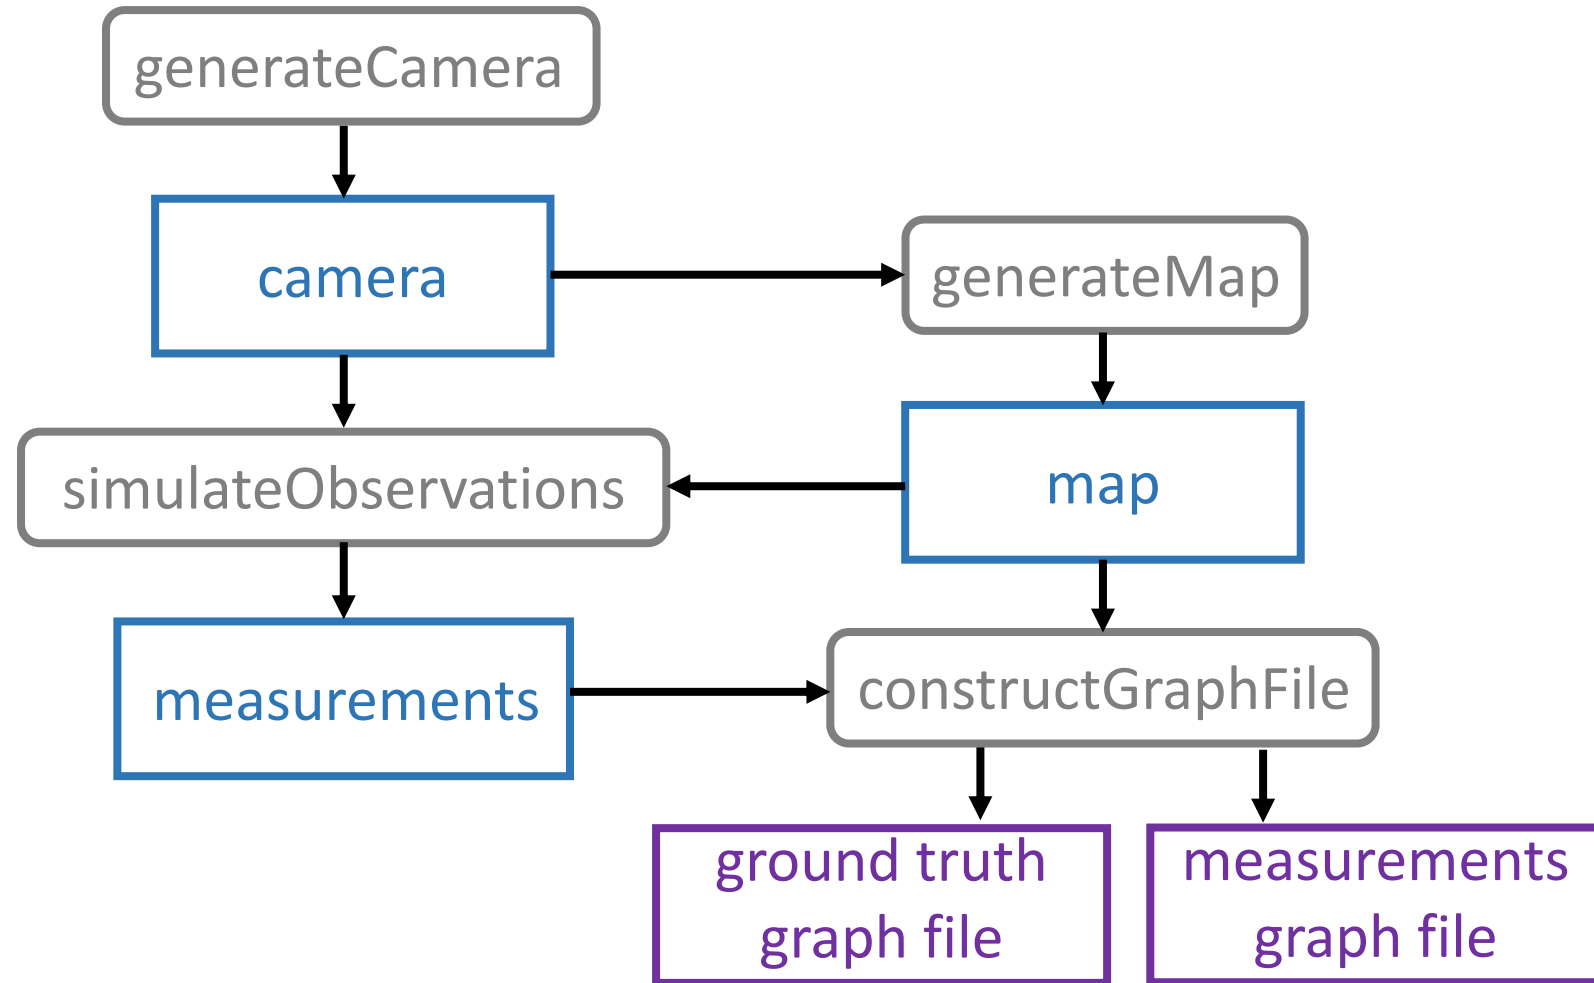 generateCamera
camera
generateMap
simulateObservations
map
measurements
constructGraphFile
ground truth
graph file
measurements
graph file